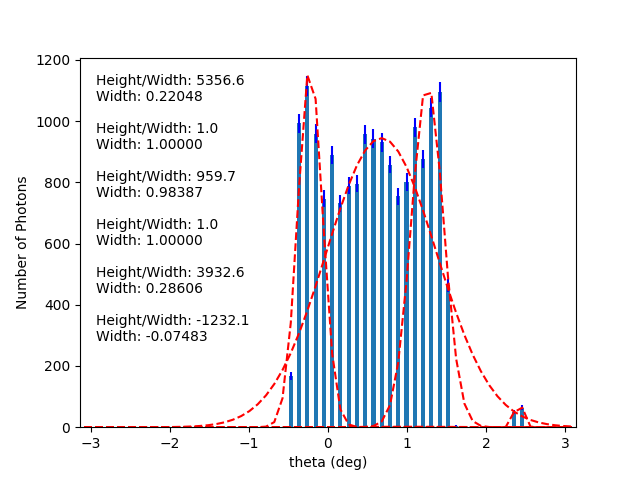 Height/Width: 5356.6
Width: 0.22048
Height/Width: 1.0
Width: 1.00000
Height/Width: 959.7
Width: 0.98387
Height/Width: 1.0
Width: 1.00000
Height/Width: 3932.6
Width: 0.28606
Height/Width: -1232.1
Width: -0.07483
1200
1000
800
600
400
200
0
Number of Photons
−3 −2 −1 0 1 2 3
theta (deg)